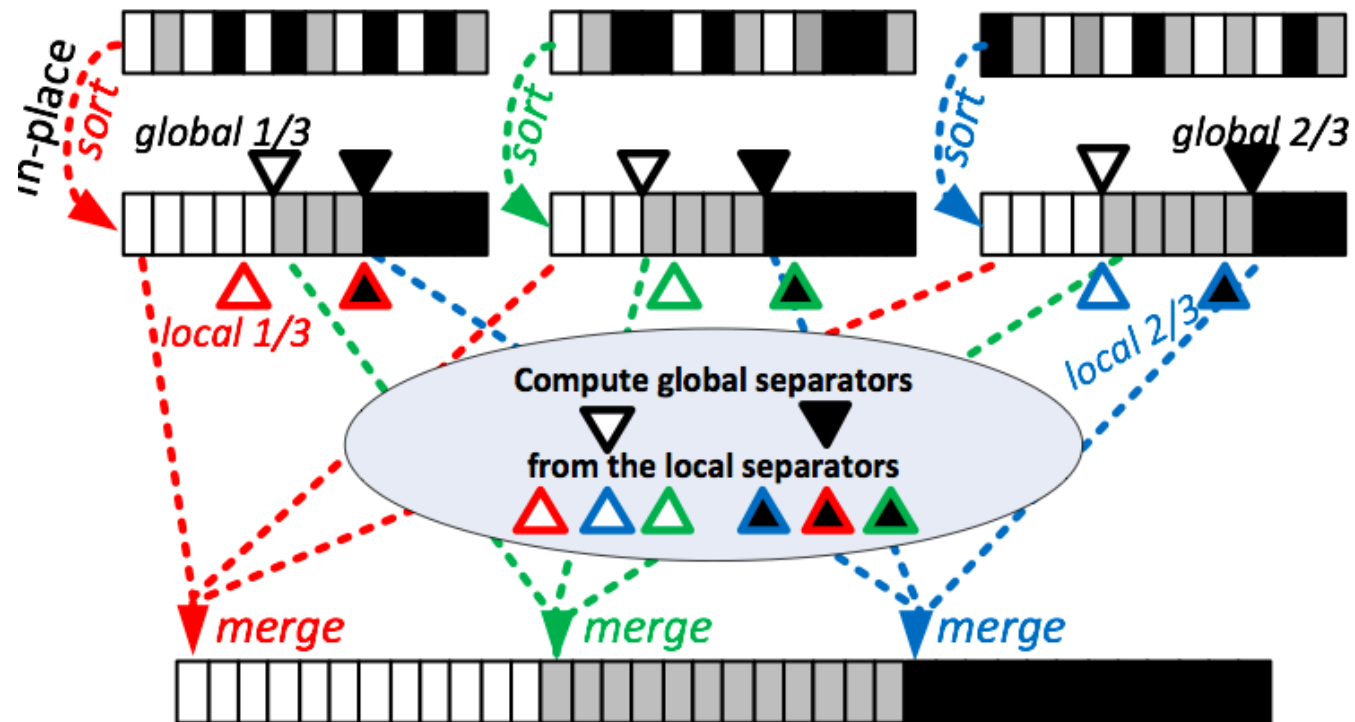 in-place
sort
sort
sort
global 1/3
global 2/3
local 1/3
local 2/3
Compute global separators
from the local separators
merge
merge
merge